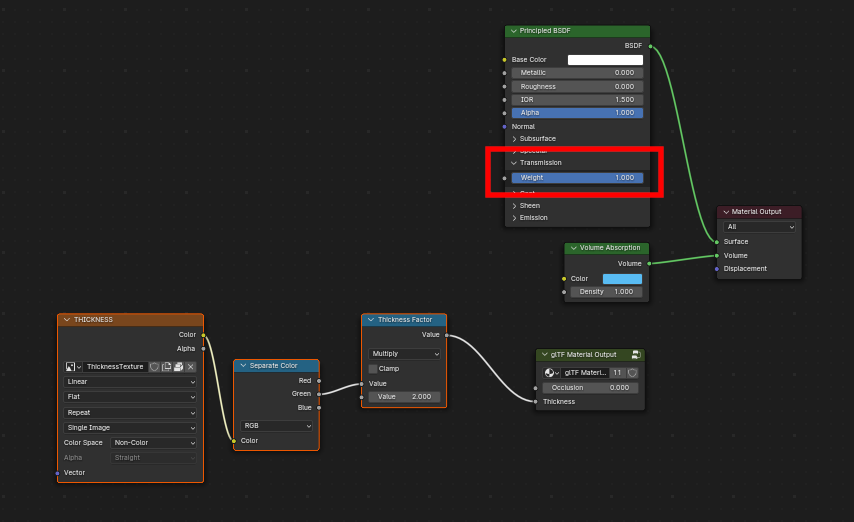 Principled BSDF
BSDF
Base Color
Metallic 0.000
Roughness 0.000
IOR 1.500
Alpha 1.000
Normal
Subsurface
Transmission
Weight 1.000
Sheen
Emission
Material Output
All
Surface
Volume
Displacement
Volume Absorption
Volume
Color
Density 1.000
THICKNESS
Color
Alpha
ThicknessTexture
Linear
Flat
Repeat
Single Image
Color Space Non-Color
Alpha Straight
Vector
Separate Color
Red
Green
Blue
RGB
Color
Thickness Factor
Value
Multiply
Clamp
Value
Value 2.000
glTF Material Output
glTF Materi... 11
Occlusion 0.000
Thickness